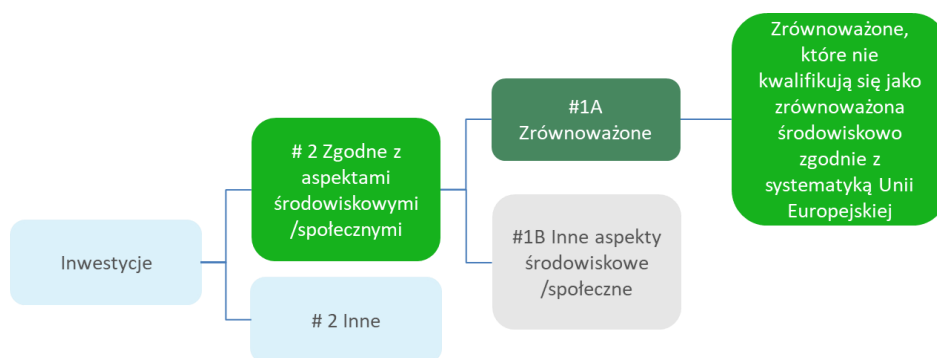 Inwestycje
# 2 Zgodne z
aspektami
środowiskowymi
/społecznymi
# 2 Inne
#1A
Zrównoważone
#1B Inne aspekty
środowiskowe
/społeczne
Zrównoważone,
które nie
kwalifikują się jako
zrównoważona
środowiskowo
zgodnie z
systematyką Unii
Europejskiej